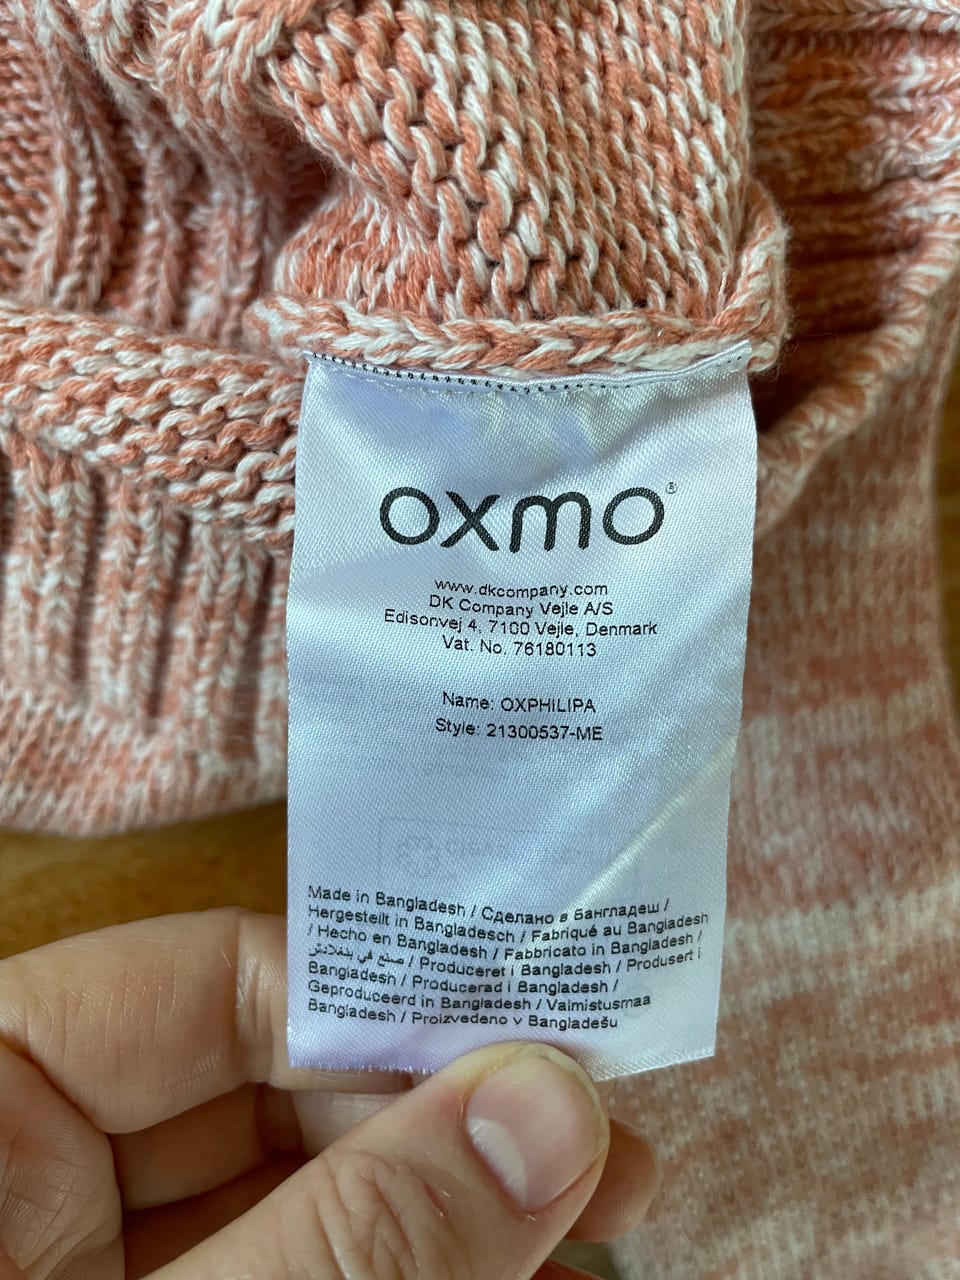 oxmo®
www.dkcompany.com
DK Company Vejle A/S
Edisonvej 4, 7100 Vejle, Denmark
Vat. No. 76180113
Name: OXPHILIPA
Style: 21300537-ME
Made in Bangladesh / Сделано в Бангладеш /
Hergestellt in Bangladesch / Fabriqué au Bangladesh
/ Hecho en Bangladesh / Fabbricato in Bangladesh /
صنع في بنغلادش / Produceret i Bangladesh / Produsert i
Bangladesh / Producerad i Bangladesh /
Geproduceerd in Bangladesh / Valmistusmaa
Bangladesh / Proizvedeno v Bangladešu